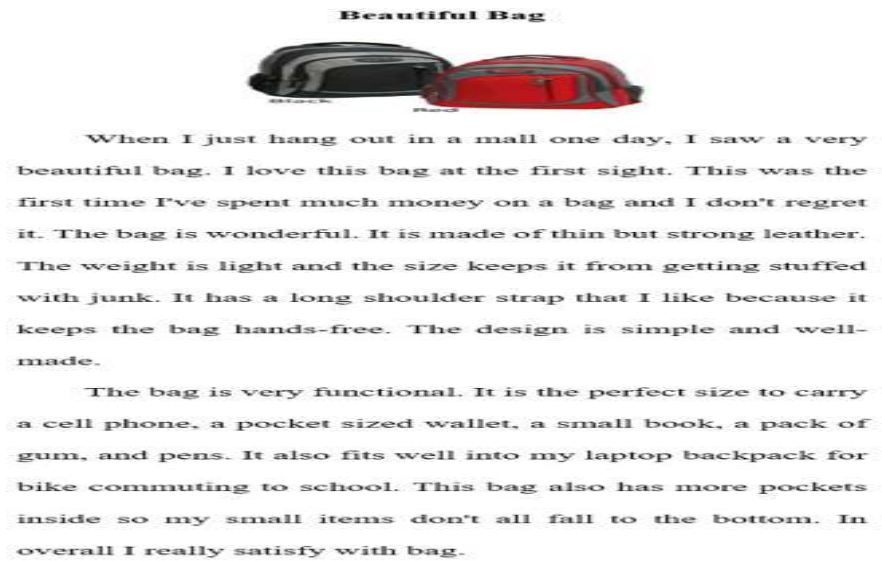 Beautiful Bag
Black
Red
When I just hang out in a mall one day, I saw a very
beautiful bag. I love this bag at the first sight. This was the
first time I've spent much money on a bag and I don't regret
it. The bag is wonderful. It is made of thin but strong leather.
The weight is light and the size keeps it from getting stuffed
with junk. It has a long shoulder strap that I like because it
keeps the bag hands-free. The design is simple and well-
made.
The bag is very functional. It is the perfect size to carry
a cell phone, a pocket sized wallet, a small book, a pack of
gum, and pens. It also fits well into my laptop backpack for
bike commuting to school. This bag also has more pockets
inside so my small items don't all fall to the bottom. In
overall I really satisfy with bag.